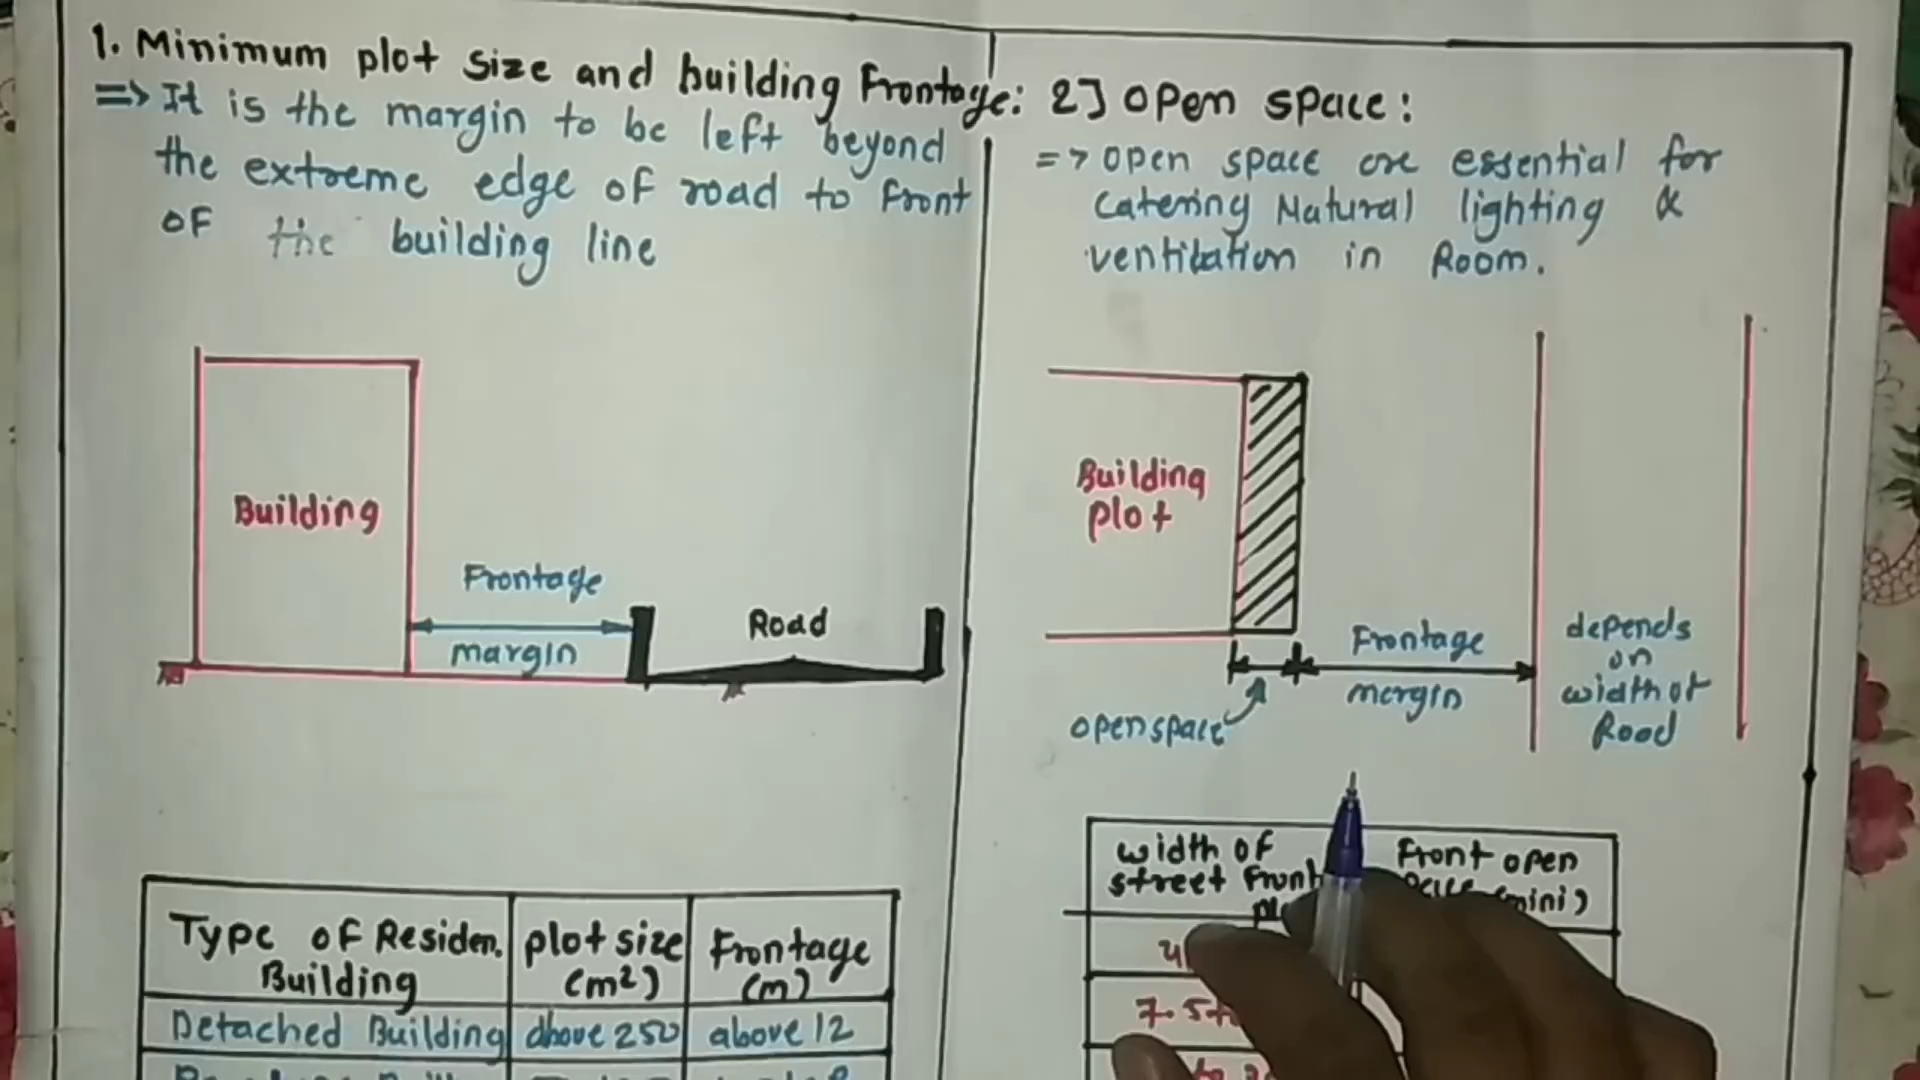 1. Minimum plot size and building Frontage:
=> It is the margin to be left beyond
the extreme edge of road to front
of the building line
Building
Frontage
margin
Road
Type of Residen. Building
plot size (m²)
Frontage (m)
Detached Building
above 250
above 12
2] open space:
=> open space are essential for
catering Natural lighting &
ventilation in Room.
Building
plot
open space
Frontage
margin
depends
on
width of
Road
width of
street Front
Front open
(mini)